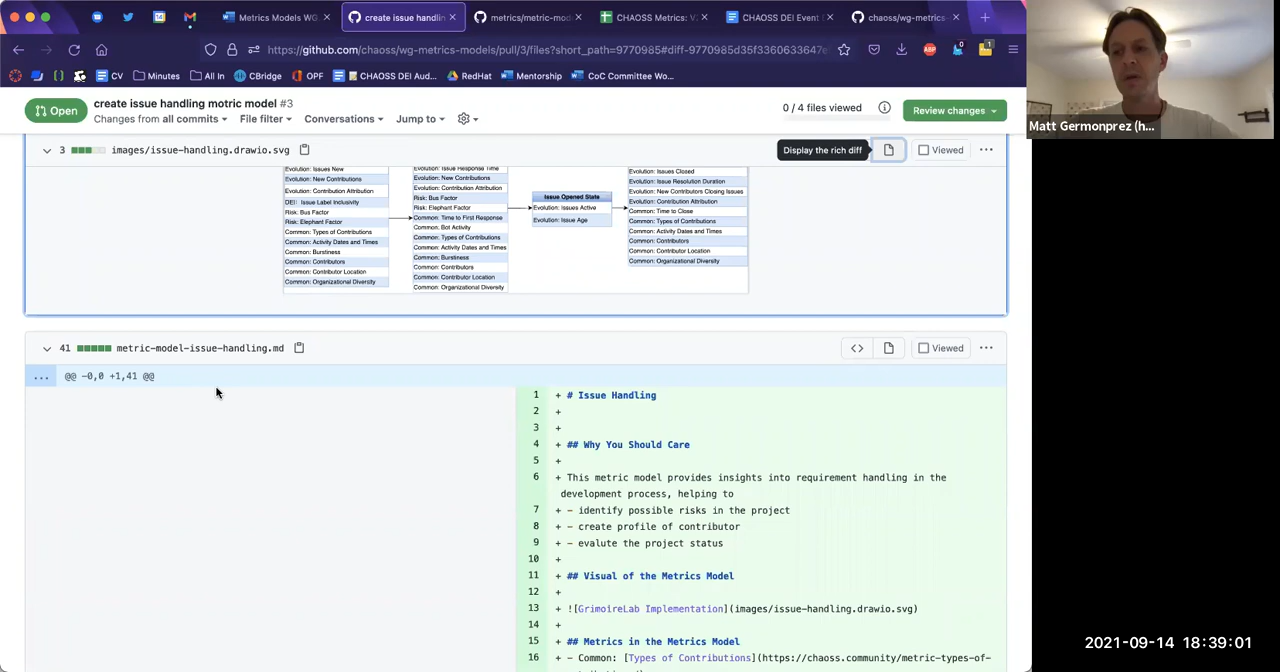 Metrics Models WG
create issue handlin
metrics/metric-mod
CHAOSS Metrics: V
CHAOSS DEI Event
chaoss/wg-metrics-
https://github.com/chaoss/wg-metrics-models/pull/3/files?short_path=9770985#diff-9770985d35f3360633647
CV
Minutes
All In
CBridge
OPF
CHAOSS DEI Aud...
RedHat
Mentorship
CoC Committee Wo...
Open
create issue handling motric model #3
Changes from all commits
File filter
Conversations
Jump to
0 / 4 files viewed
Review changes
3
images/issue-handling.drawio.svg
Display the rich diff
Viewed
Evolution: Issues New
Evolution: New Contributions
Evolution: Contribution Attribution
DEI: Issue Label Inclusivity
Risk: Bus Factor
Risk: Elephant Factor
Common: Types of Contributions
Common: Activity Dates and Times
Common: Burstiness
Common: Contributors
Common: Contributor Location
Common: Organizational Diversity
Evolution: Issue Response Time
Evolution: New Contributions
Evolution: Contribution Attribution
Risk: Bus Factor
Risk: Elephant Factor
Common: Time to First Response
Common: Bot Activity
Common: Types of Contributions
Common: Activity Dates and Times
Common: Burstiness
Common: Contributors
Common: Contributor Location
Common: Organizational Diversity
Issue Opened State
Evolution: Issues Active
Evolution: Issue Age
Evolution: Issues Closed
Evolution: Issue Resolution Duration
Evolution: New Contributors Closing Issues
Evolution: Contribution Attribution
Common: Time to Close
Common: Types of Contributions
Common: Activity Dates and Times
Common: Contributors
Common: Contributor Location
Common: Organizational Diversity
41
metric-model-issue-handling.md
Viewed
... @@ -0,0 +1,41 @@
1 + # Issue Handling
2 +
3 +
4 + ## Why You Should Care
5 +
6 + This metric model provides insights into requirement handling in the
development process, helping to
7 + - identify possible risks in the project
8 + - create profile of contributor
9 + - evalute the project status
10 +
11 + ## Visual of the Metrics Model
12 +
13 + ![GrimoireLab Implementation](images/issue-handling.drawio.svg)
14 +
15 + ## Metrics in the Metrics Model
16 + - Common: [Types of Contributions](https://chaoss.community/metric-types-of-
Matt Germonprez (h...
2021-09-14 18:39:01